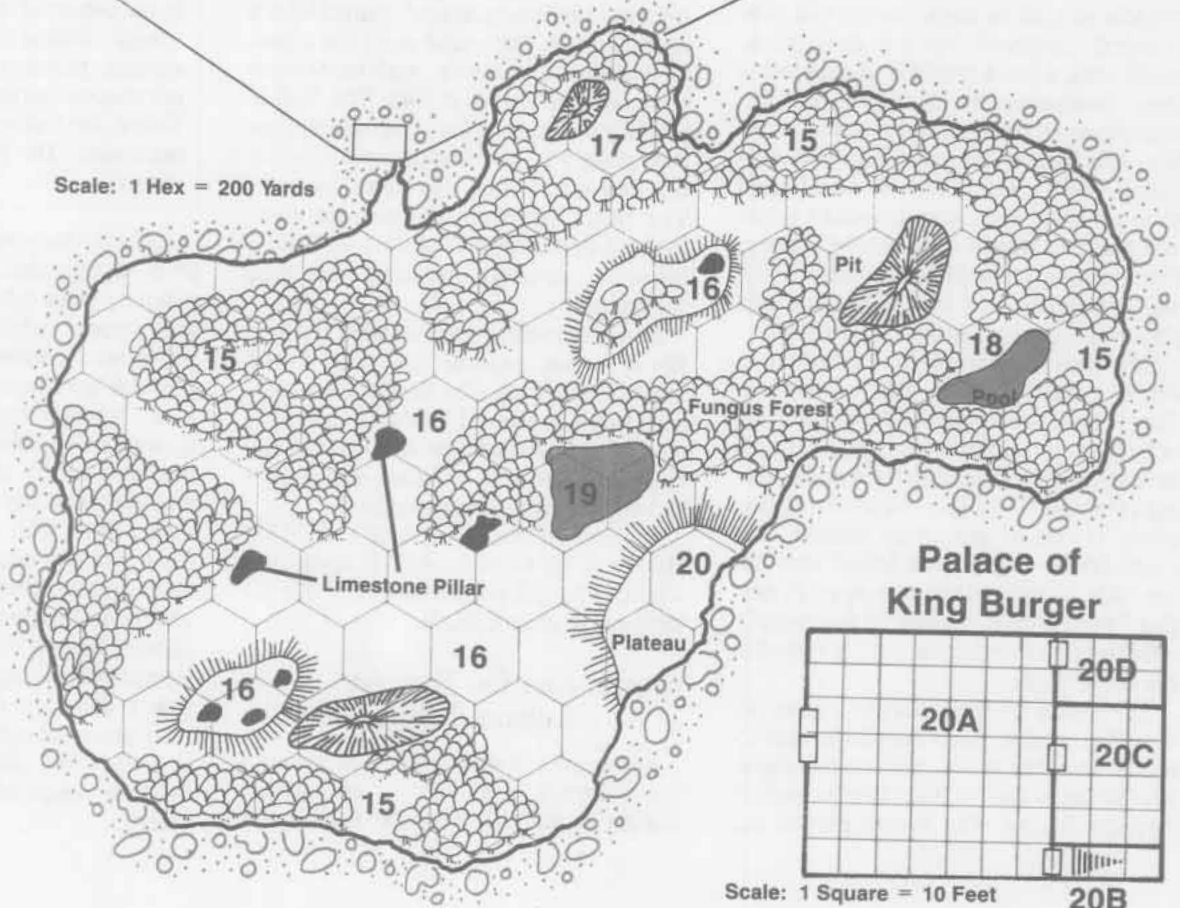 17
15
Scale: 1 Hex = 200 Yards
Pit
16
15
18
15
Pool
16
Fungus Forest
19
20
Limestone Pillar
Plateau
16
16
15
Palace of
King Burger
20D
20A
20C
20B
Scale: 1 Square = 10 Feet